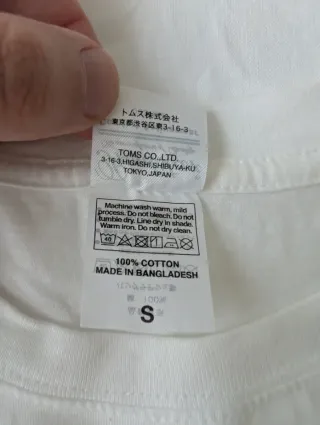 トムス株式会社
東京都渋谷区東3-16-3
TOMS CO.,LTD.
3-16-3,HIGASHI,SHIBUYA-KU
TOKYO,JAPAN
Machine wash warm, mild
process. Do not bleach. Do not
tumble dry. Line dry in shade.
Warm iron. Do not dry clean.
40
100% COTTON
MADE IN BANGLADESH
S